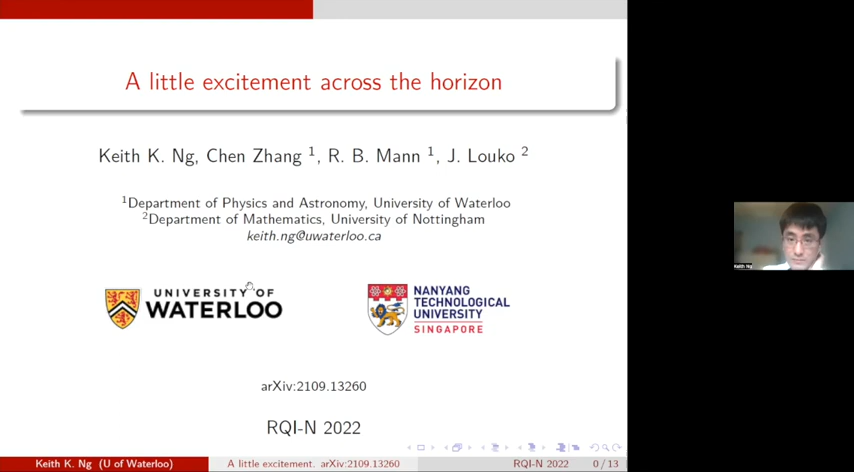 A little excitement across the horizon
Keith K. Ng, Chen Zhang ¹, R. B. Mann ¹, J. Louko ²
¹Department of Physics and Astronomy, University of Waterloo
²Department of Mathematics, University of Nottingham
keith.ng@uwaterloo.ca
UNIVERSITY OF
WATERLOO
NANYANG
TECHNOLOGICAL
UNIVERSITY
SINGAPORE
arXiv:2109.13260
RQI-N 2022
Keith K. Ng (U of Waterloo)
A little excitement. arXiv:2109.13260
RQI-N 2022
0 / 13
Keith Ng